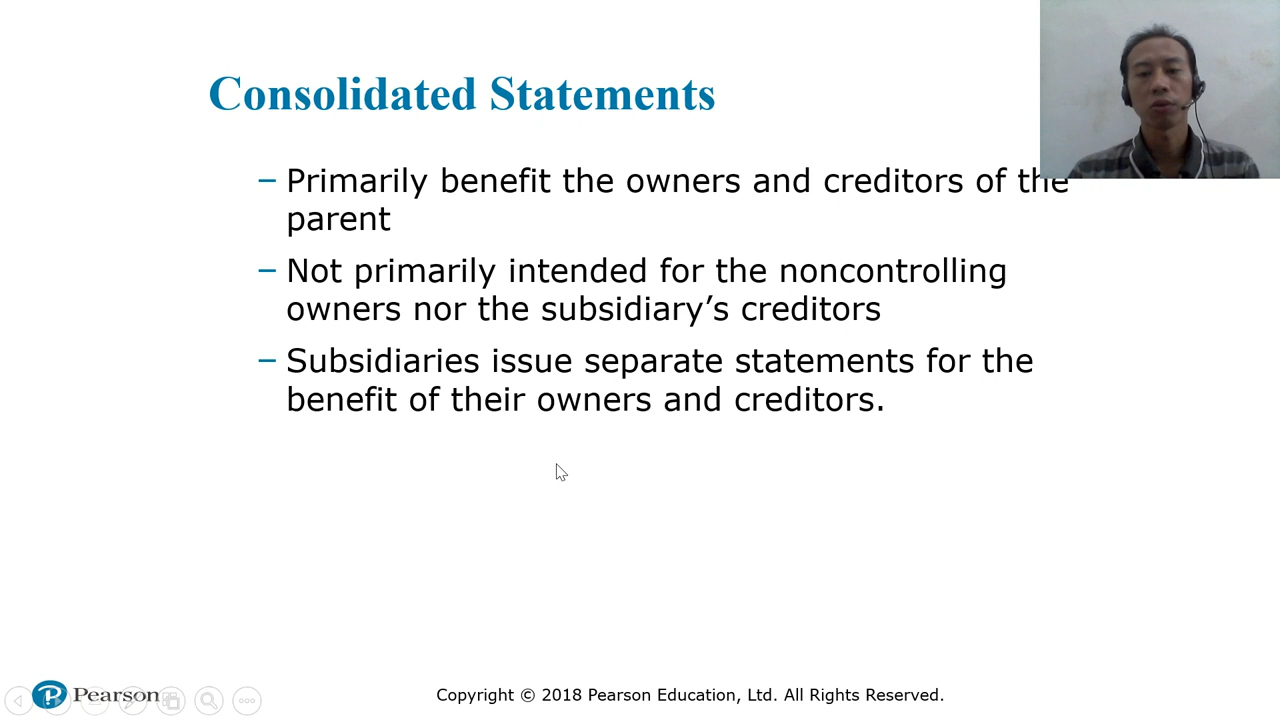 Consolidated Statements
– Primarily benefit the owners and creditors of the
parent
– Not primarily intended for the noncontrolling
owners nor the subsidiary’s creditors
– Subsidiaries issue separate statements for the
benefit of their owners and creditors.
Pearson
Copyright © 2018 Pearson Education, Ltd. All Rights Reserved.